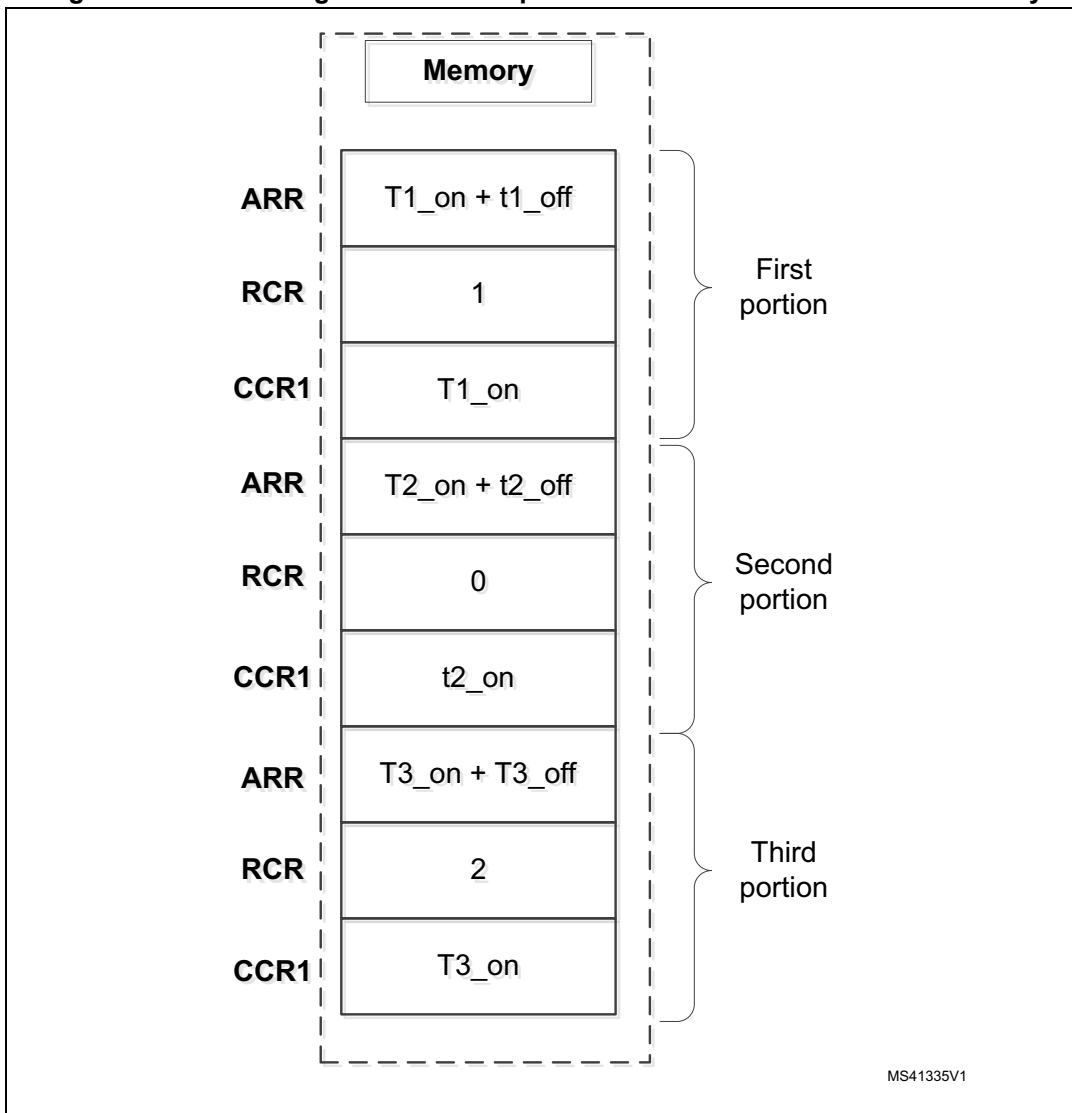 Memory
ARR T1_on + t1_off
RCR 1
First
portion
CCR1 T1_on
ARR T2_on + t2_off
RCR 0
Second
portion
CCR1 t2_on
ARR T3_on + T3_off
RCR 2
Third
portion
CCR1 T3_on
MS41335V1